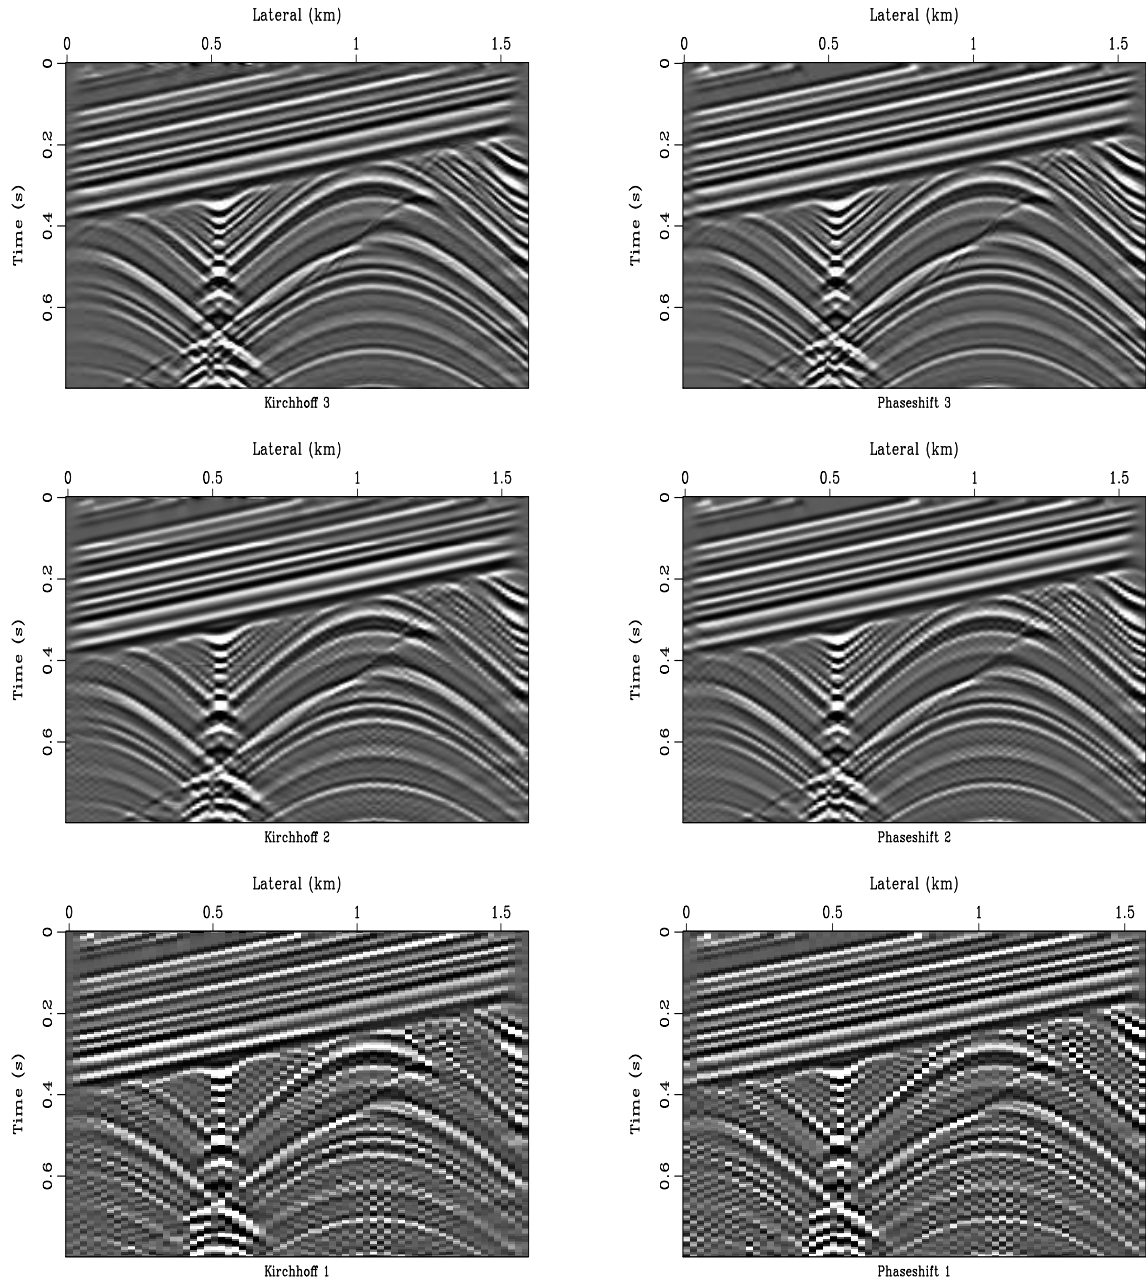 Lateral (km)
0 0.5 1 1.5
0 0.2 0.4 0.6
Time (s)
Kirchhoff 3
Lateral (km)
0 0.5 1 1.5
0 0.2 0.4 0.6
Time (s)
Phaseshift 3
Lateral (km)
0 0.5 1 1.5
0 0.2 0.4 0.6
Time (s)
Kirchhoff 2
Lateral (km)
0 0.5 1 1.5
0 0.2 0.4 0.6
Time (s)
Phaseshift 2
Lateral (km)
0 0.5 1 1.5
0 0.2 0.4 0.6
Time (s)
Kirchhoff 1
Lateral (km)
0 0.5 1 1.5
0 0.2 0.4 0.6
Time (s)
Phaseshift 1